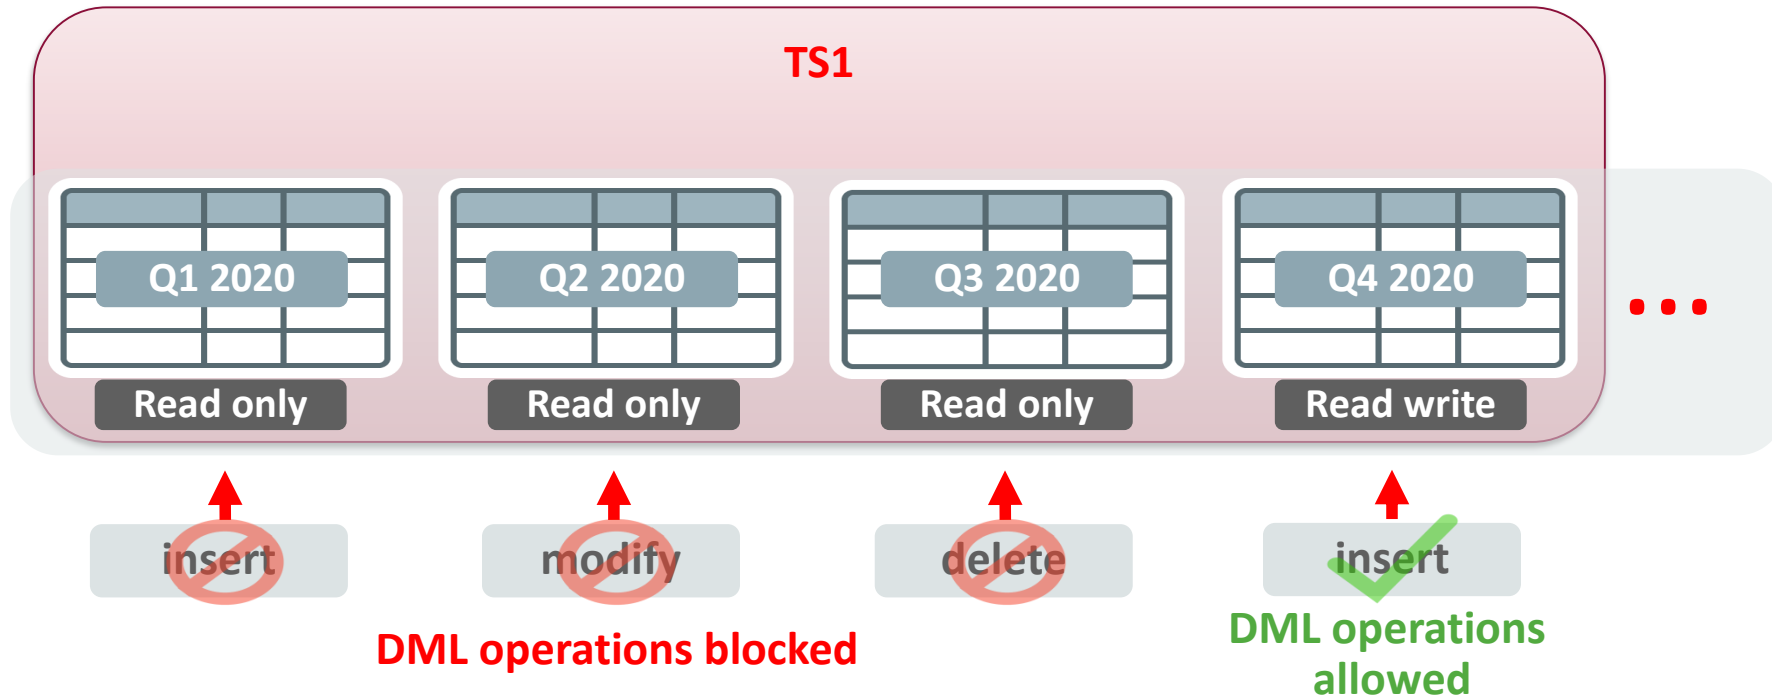 TS1
Q1 2020
Q2 2020
Q3 2020
Q4 2020
...
Read only
Read only
Read only
Read write
insert
modify
delete
insert
DML operations blocked
DML operations
allowed